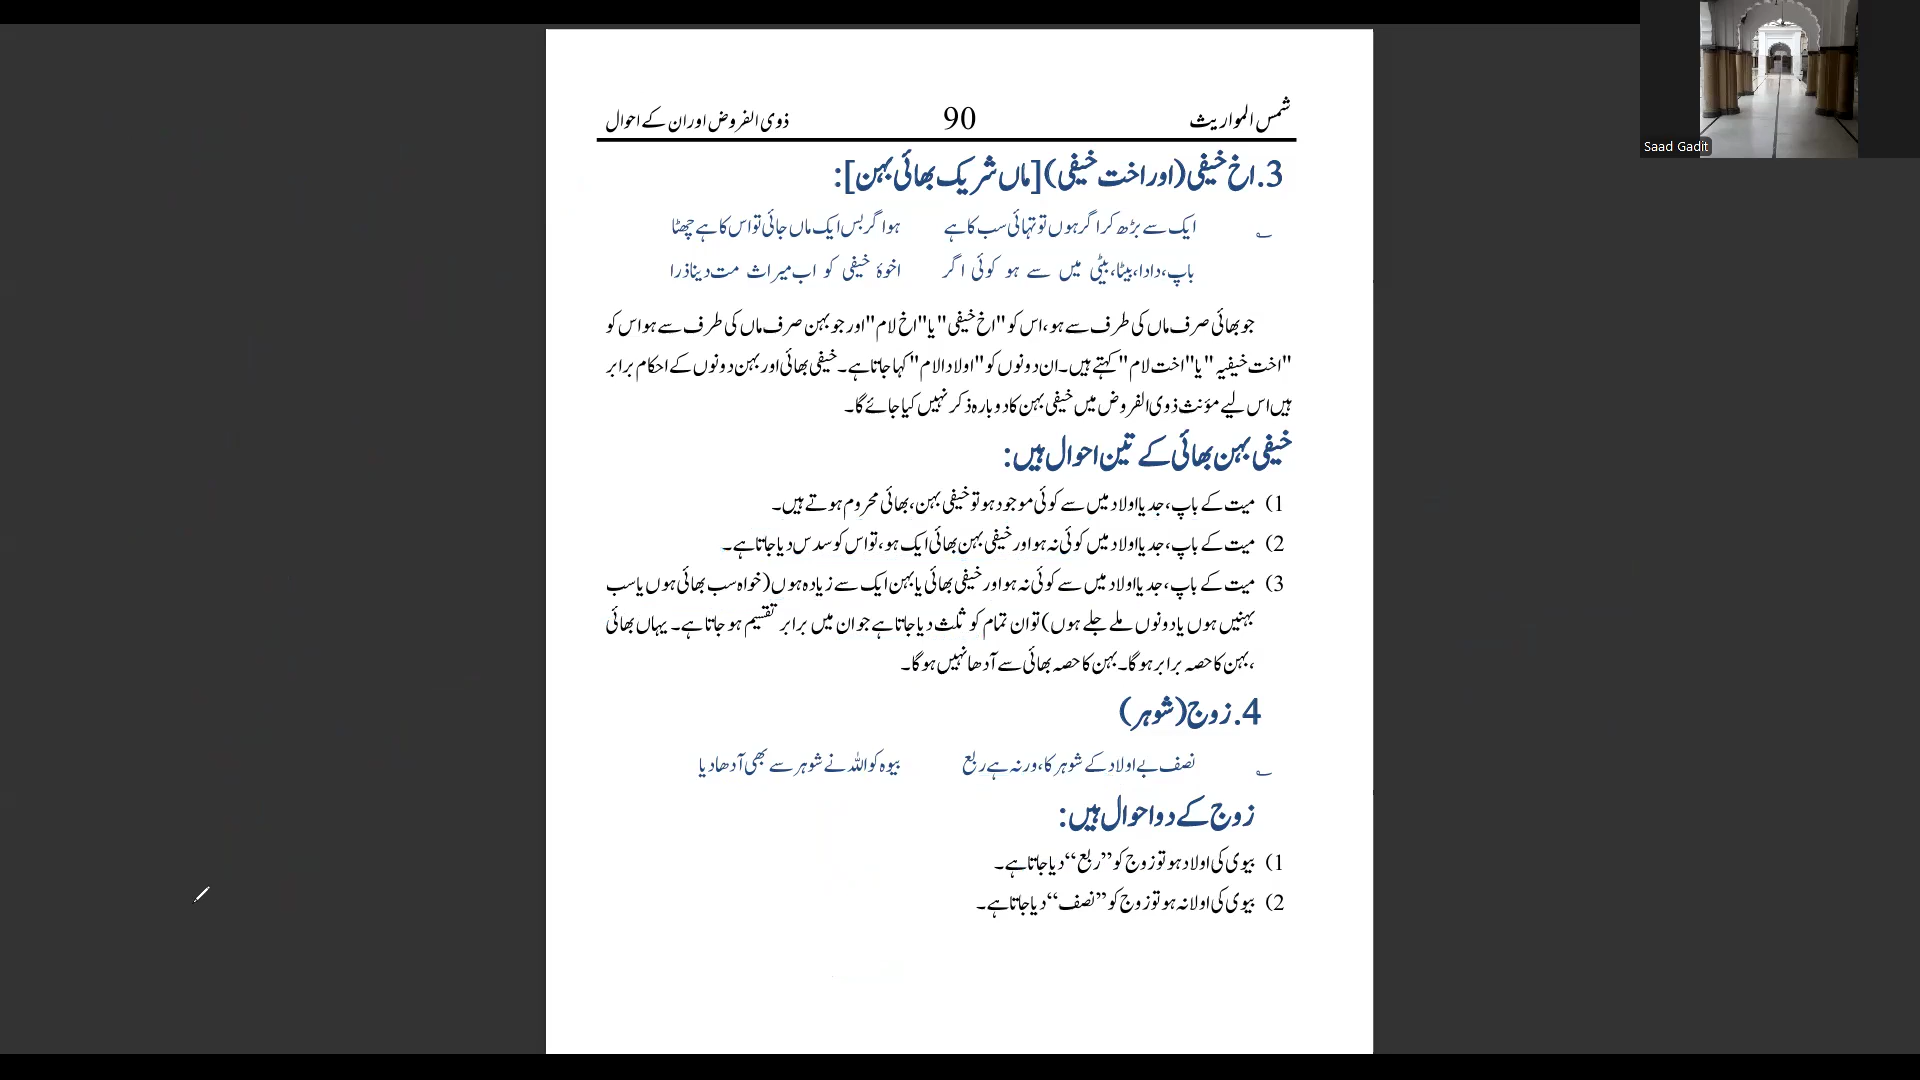 شمس المواریث 90 ذوی الفروض اور ان کے احوال
3. اخ خیفی (اور اخت خیفی) [ماں شریک بھائی بہن]:
ایک سے بڑھ کر اگر ہوں تو تہائی سب کا ہے ہو اگر بس ایک ماں جائی تو اس کا ہے چھٹا
باپ، دادا، بیٹا، بیٹی میں سے ہو کوئی اگر اخوۂ خیفی کو اب میراث مت دینا ذرا
جو بھائی صرف ماں کی طرف سے ہو، اس کو "اخ خیفی" یا "اخ لام" اور جو بہن صرف ماں کی طرف سے ہو اس کو
"اخت خیفیہ" یا "اخت لام" کہتے ہیں۔ ان دونوں کو "اولاد الام" کہا جاتا ہے۔ خیفی بھائی اور بہن دونوں کے احکام برابر
ہیں اس لیے مؤنث ذوی الفروض میں خیفی بہن کا دوبارہ ذکر نہیں کیا جائے گا۔
خیفی بہن بھائی کے تین احوال ہیں:
1) میت کے باپ، جد یا اولاد میں سے کوئی موجود ہو تو خیفی بہن، بھائی محروم ہوتے ہیں۔
2) میت کے باپ، جد یا اولاد میں کوئی نہ ہو اور خیفی بہن بھائی ایک ہو، تو اس کو سدس دیا جاتا ہے۔
3) میت کے باپ، جد یا اولاد میں سے کوئی نہ ہو اور خیفی بھائی یا بہن ایک سے زیادہ ہوں (خواہ سب بھائی ہوں یا سب
بہنیں ہوں یا دونوں ملے جلے ہوں) تو ان تمام کو ثلث دیا جاتا ہے جو ان میں برابر تقسیم ہو جاتا ہے۔ یہاں بھائی
، بہن کا حصہ برابر ہو گا۔ بہن کا حصہ بھائی سے آدھا نہیں ہو گا۔
4. زوج (شوہر)
نصف بے اولاد کے شوہر کا، ورنہ ہے ربع بیوہ کو اللہ نے شوہر سے بھی آدھا دیا
زوج کے دو احوال ہیں:
1) بیوی کی اولاد ہو تو زوج کو ”ربع“ دیا جاتا ہے۔
2) بیوی کی اولا نہ ہو تو زوج کو ”نصف“ دیا جاتا ہے۔
Saad Gadit